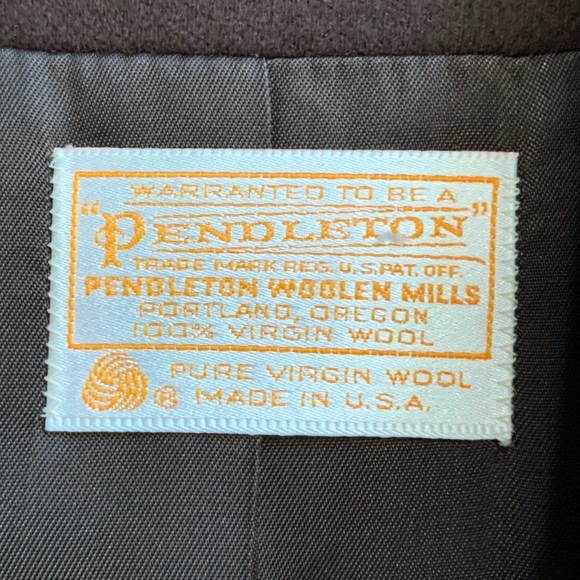 WARRANTED TO BE A
"PENDLETON"
TRADE MARK REG. U.S. PAT. OFF.
PENDLETON WOOLEN MILLS
PORTLAND, OREGON
100% VIRGIN WOOL
PURE VIRGIN WOOL
® MADE IN U.S.A.